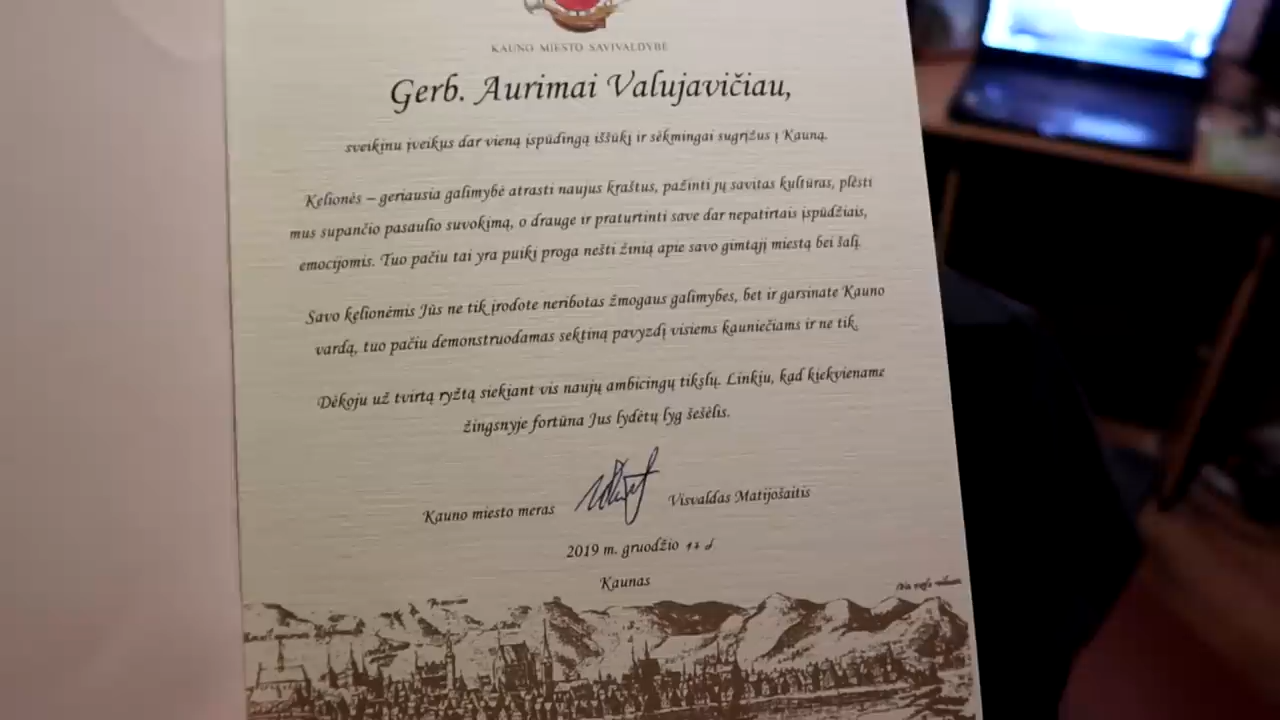 KAUNO MIESTO SAVIVALDYBĖ
Gerb. Aurimai Valujavičiau,
sveikinu įveikus dar vieną įspūdingą iššūkį ir sėkmingai sugrįžus į Kauną.
Kelionės – geriausia galimybė atrasti naujus kraštus, pažinti jų savitas kultūras, plėsti
mus supančio pasaulio suvokimą, o drauge ir praturtinti save dar nepatirtais įspūdžiais,
emocijomis. Tuo pačiu tai yra puiki proga nešti žinią apie savo gimtąjį miestą bei šalį.
Savo kelionėmis Jūs ne tik įrodote neribotas žmogaus galimybes, bet ir garsinate Kauno
vardą, tuo pačiu demonstruodamas sektiną pavyzdį visiems kauniečiams ir ne tik.
Dėkoju už tvirtą ryžtą siekiant vis naujų ambicingų tikslų. Linkiu, kad kiekviename
žingsnyje fortūna Jus lydėtų lyg šešėlis.
Kauno miesto meras Visvaldas Matijošaitis
2019 m. gruodžio 17 d
Kaunas